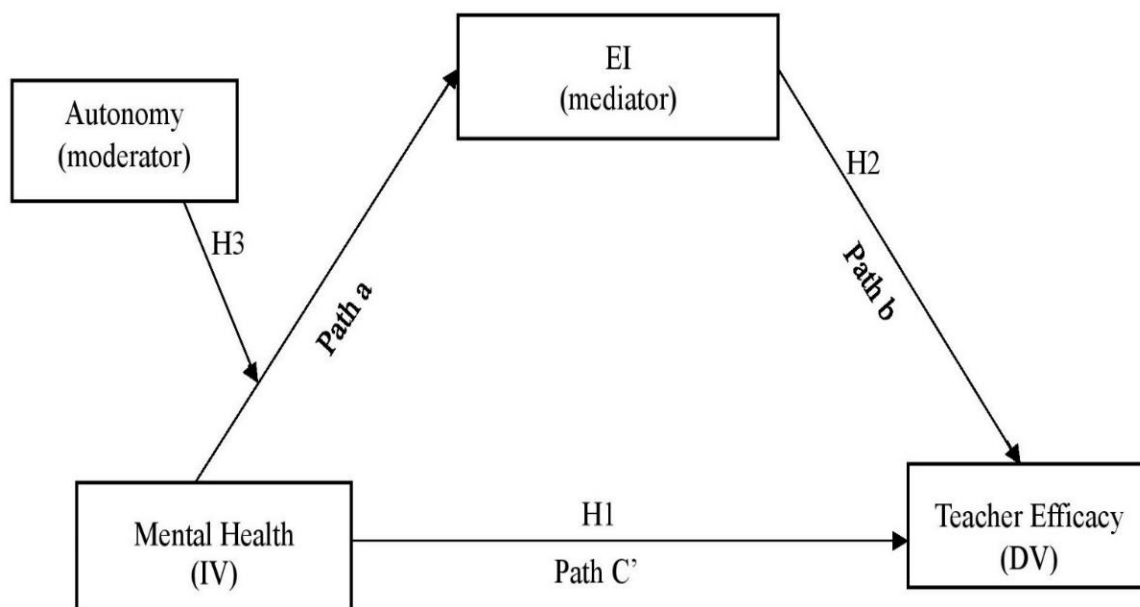 EI
(mediator)
Autonomy
(moderator)
H3
H2
Path a
Path b
Mental Health
(IV)
H1
Path C’
Teacher Efficacy
(DV)